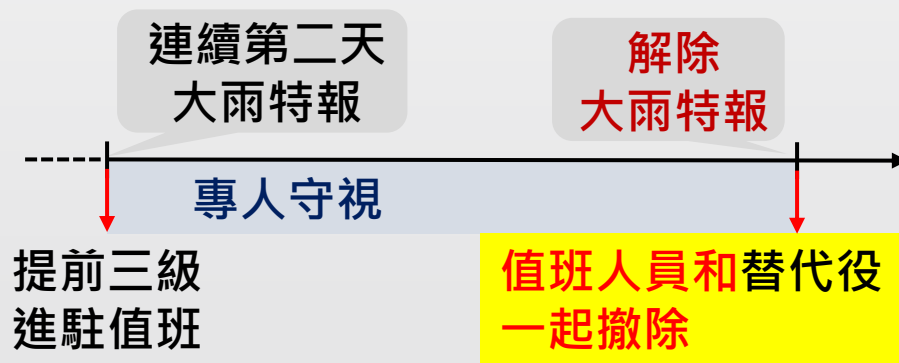 連續第二天
大雨特報
解除
大雨特報
專人守視
提前三級
進駐值班
值班人員和替代役
一起撤除